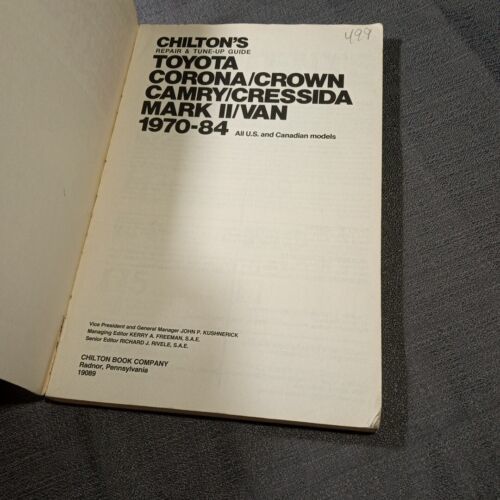 499
CHILTON'S
REPAIR & TUNE-UP GUIDE
TOYOTA
CORONA/CROWN
CAMRY/CRESSIDA
MARK II/VAN
1970-84 All U.S. and Canadian models
Vice President and General Manager JOHN P. KUSHNERICK
Managing Editor KERRY A. FREEMAN, S.A.E.
Senior Editor RICHARD J. RIVELE, S.A.E.
CHILTON BOOK COMPANY
Radnor, Pennsylvania
19089